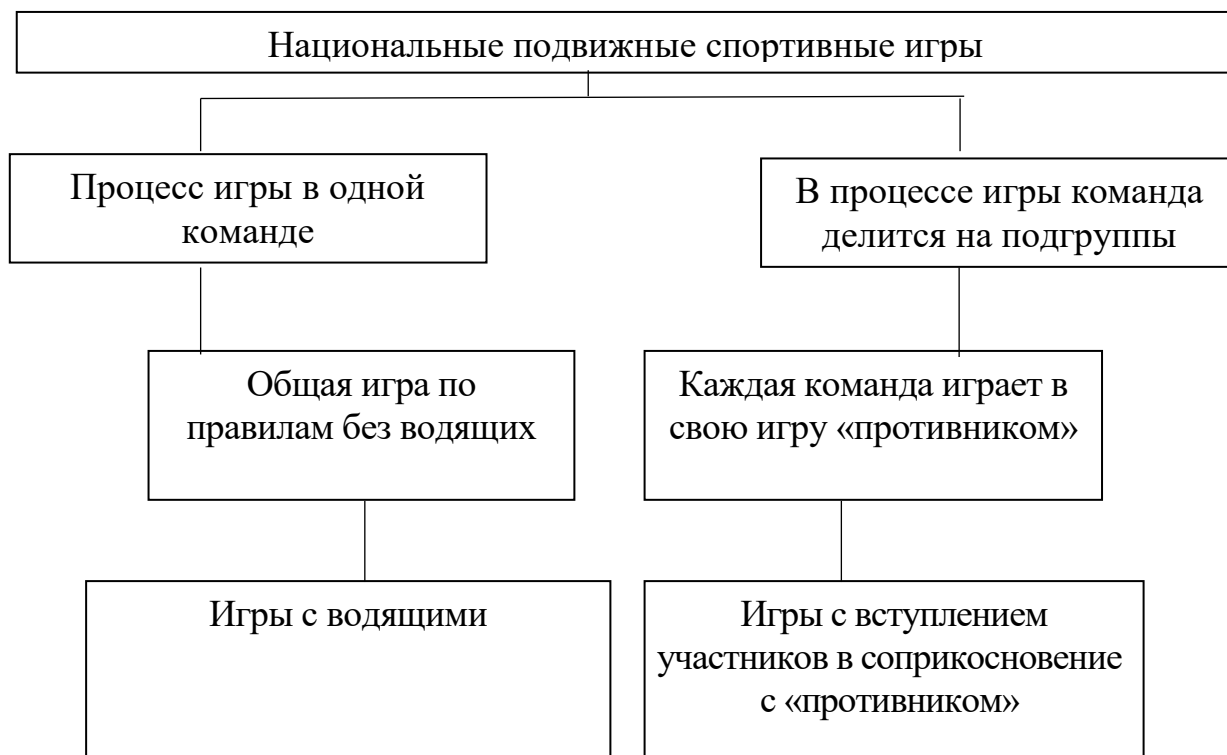 Национальные подвижные спортивные игры
Процесс игры в одной
команде
В процессе игры команда
делится на подгруппы
Общая игра по
правилам без водящих
Каждая команда играет в
свою игру «противником»
Игры с водящими
Игры с вступлением
участников в соприкосновение
с «противником»